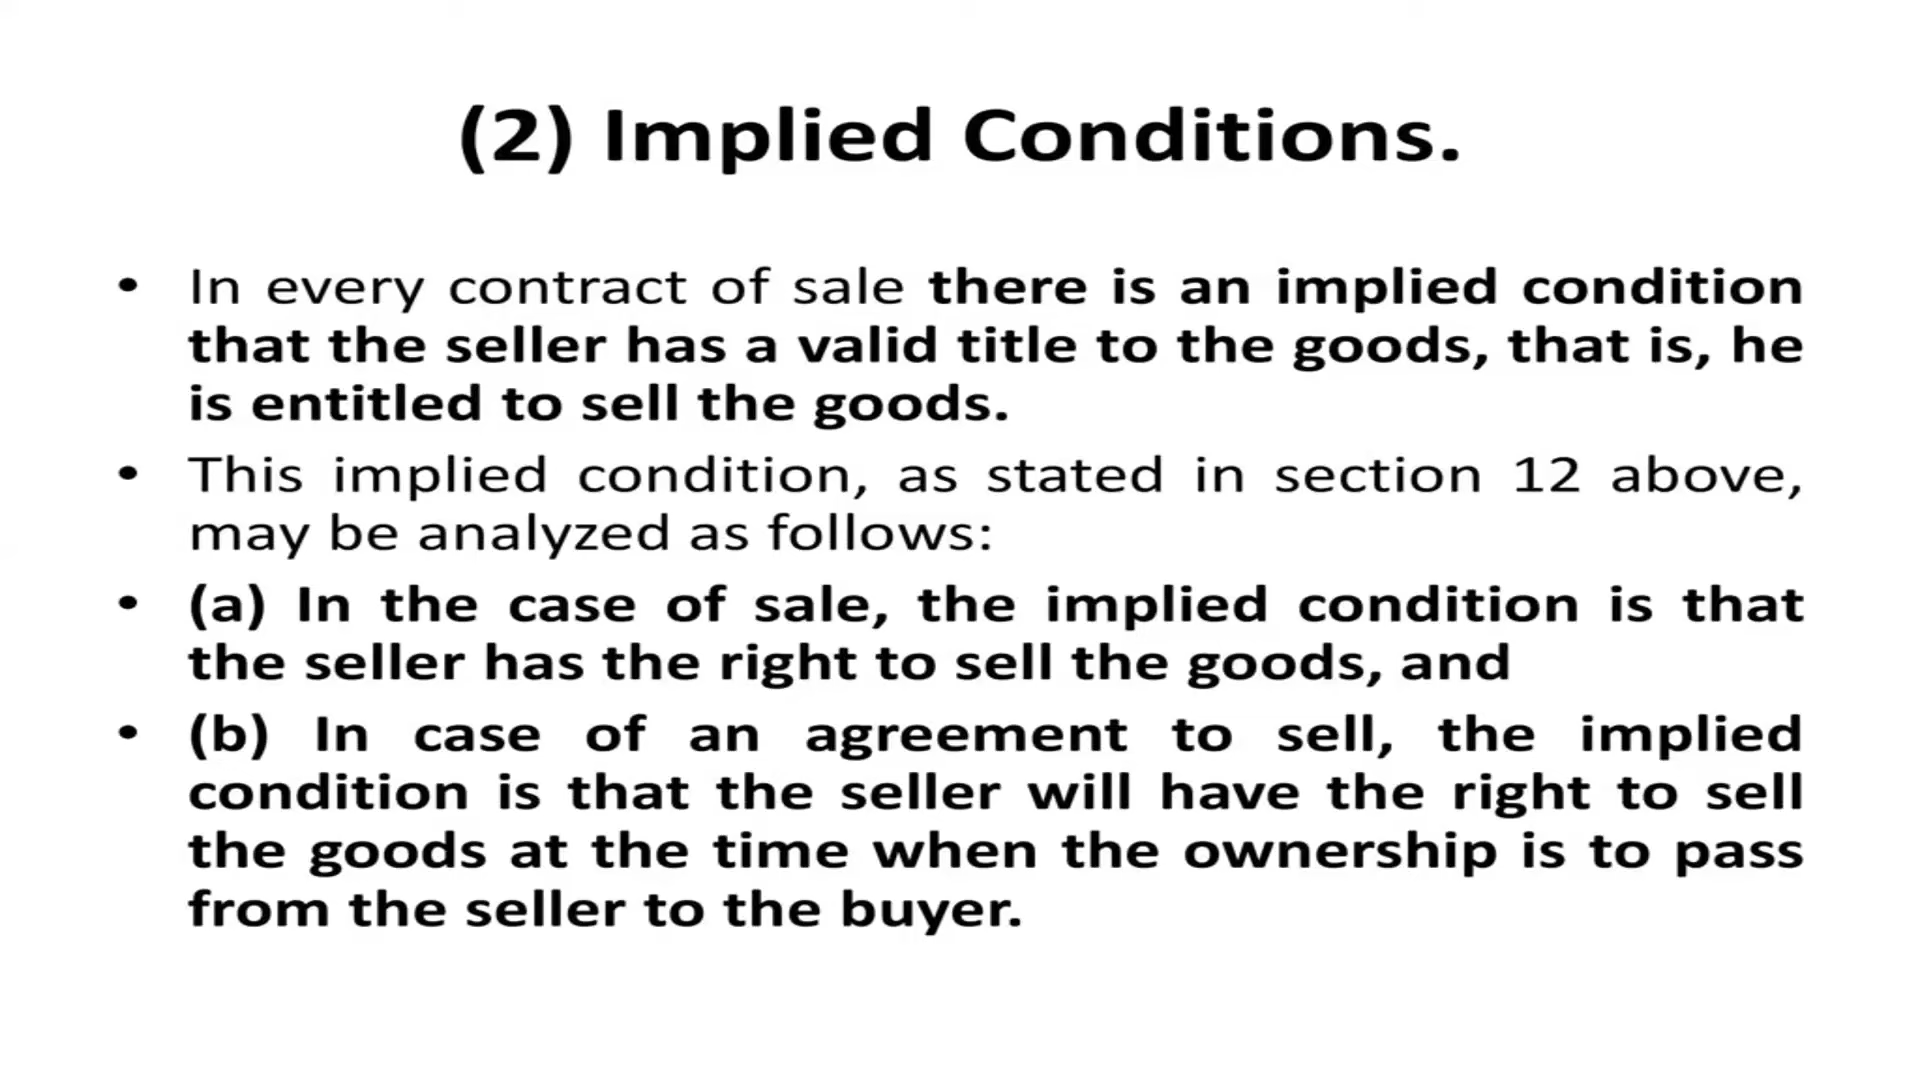 (2) Implied Conditions.
• In every contract of sale there is an implied condition
that the seller has a valid title to the goods, that is, he
is entitled to sell the goods.
• This implied condition, as stated in section 12 above,
may be analyzed as follows:
• (a) In the case of sale, the implied condition is that
the seller has the right to sell the goods, and
• (b) In case of an agreement to sell, the implied
condition is that the seller will have the right to sell
the goods at the time when the ownership is to pass
from the seller to the buyer.